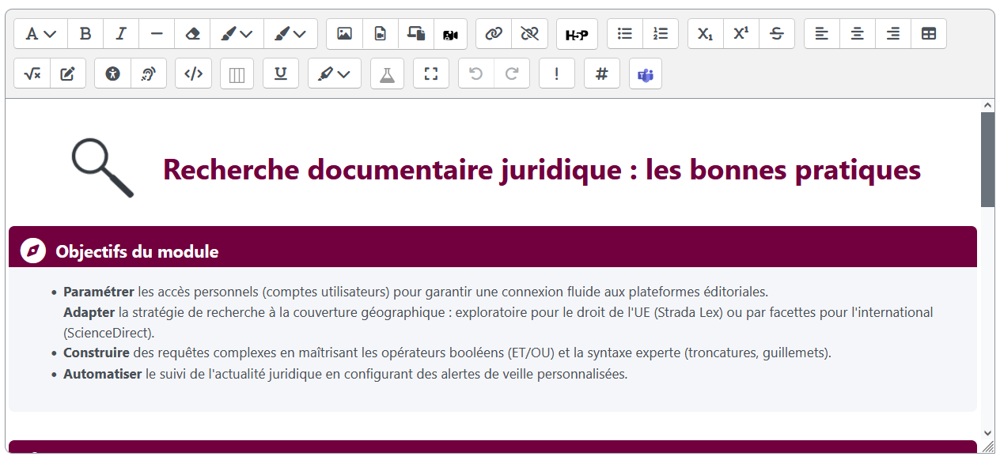 A B I
H-P
X₁ X¹ S
√x </> U ! #
Recherche documentaire juridique : les bonnes pratiques
Objectifs du module
• Paramétrer les accès personnels (comptes utilisateurs) pour garantir une connexion fluide aux plateformes éditoriales.
Adapter la stratégie de recherche à la couverture géographique : exploratoire pour le droit de l'UE (Strada Lex) ou par facettes pour l'international
(ScienceDirect).
• Construire des requêtes complexes en maîtrisant les opérateurs booléens (ET/OU) et la syntaxe experte (troncatures, guillemets).
• Automatiser le suivi de l'actualité juridique en configurant des alertes de veille personnalisées.